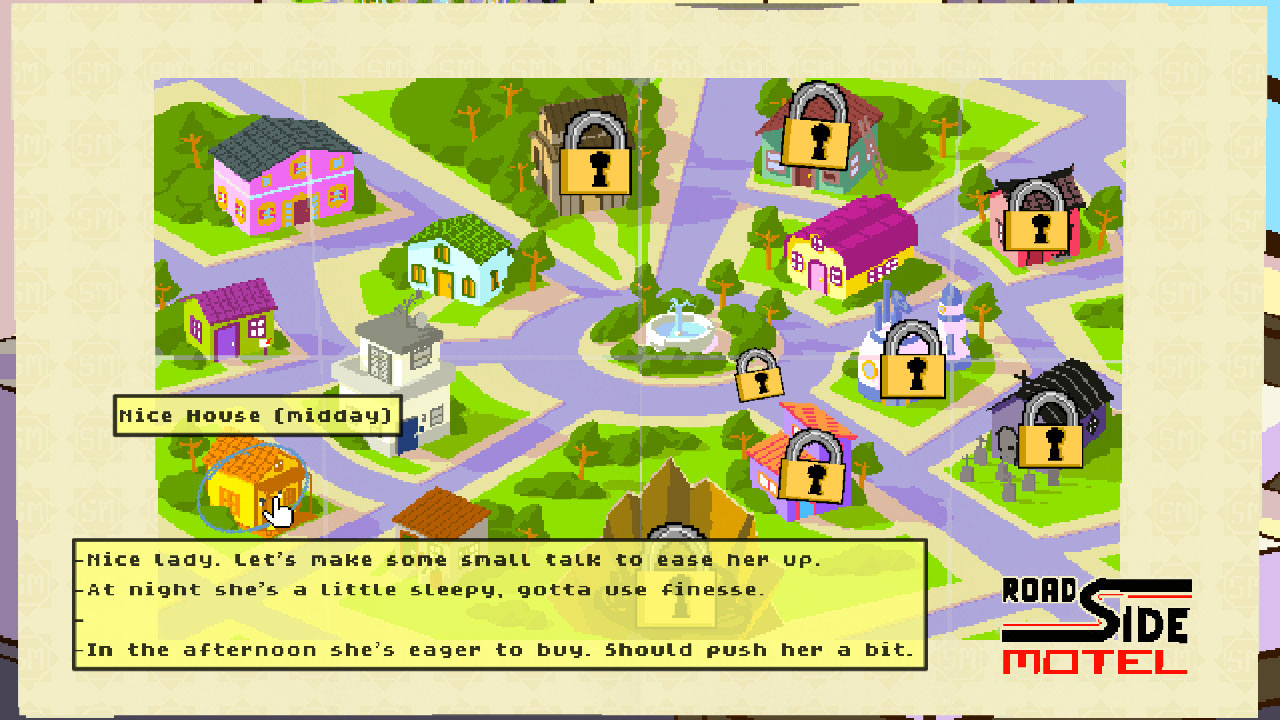 Nice House (midday)
-Nice lady. Let's make some small talk to ease her up.
-At night she's a little sleepy, gotta use finesse.
-
-In the afternoon she's eager to buy. Should push her a bit.
ROAD
SIDE
MOTEL